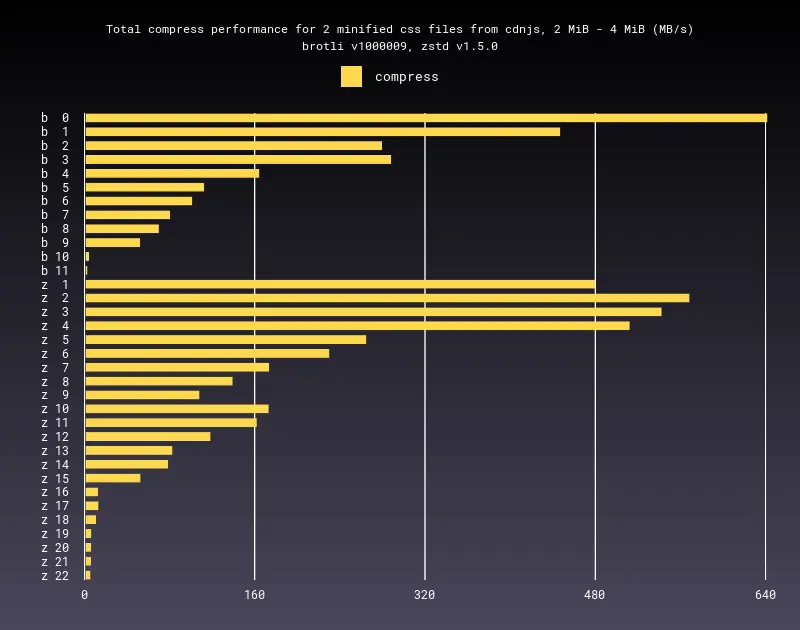 Total compress performance for 2 minified css files from cdnjs, 2 MiB - 4 MiB (MB/s)
brotli v1000009, zstd v1.5.0
compress
b 0
b 1
b 2
b 3
b 4
b 5
b 6
b 7
b 8
b 9
b 10
b 11
z 1
z 2
z 3
z 4
z 5
z 6
z 7
z 8
z 9
z 10
z 11
z 12
z 13
z 14
z 15
z 16
z 17
z 18
z 19
z 20
z 21
z 22
0 160 320 480 640